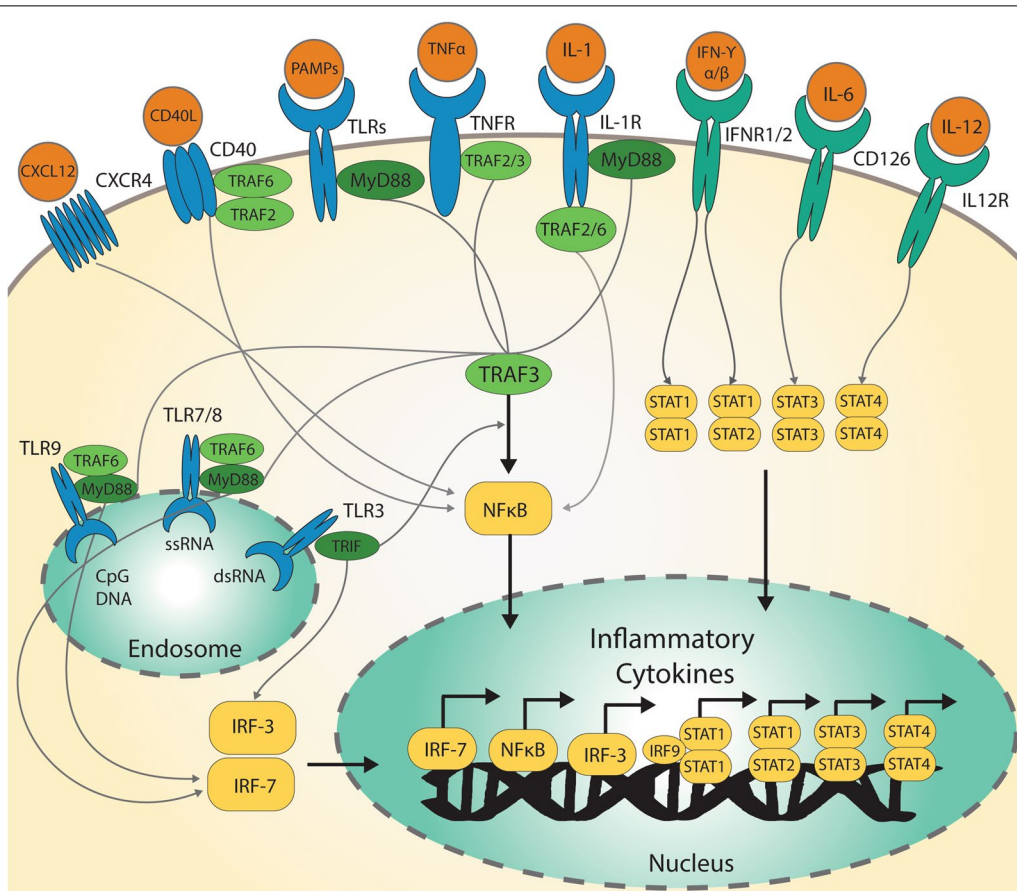 CXCL12
CXCR4
CD40L
CD40
TRAF6
TRAF2
PAMPs
TLRs
MyD88
TNFα
TNFR
TRAF2/3
IL-1
IL-1R
MyD88
TRAF2/6
IFN-Y
α/β
IFNR1/2
IL-6
CD126
IL-12
IL12R
TRAF3
STAT1
STAT1
STAT1
STAT2
STAT3
STAT3
STAT4
STAT4
TLR9
TRAF6
MyD88
TLR7/8
TRAF6
MyD88
TLR3
TRIF
ssRNA
dsRNA
CpG
DNA
Endosome
NFκB
IRF-3
IRF-7
Inflammatory
Cytokines
IRF-7
NFκB
IRF-3
IRF9
STAT1
STAT1
STAT1
STAT2
STAT3
STAT3
STAT4
STAT4
Nucleus